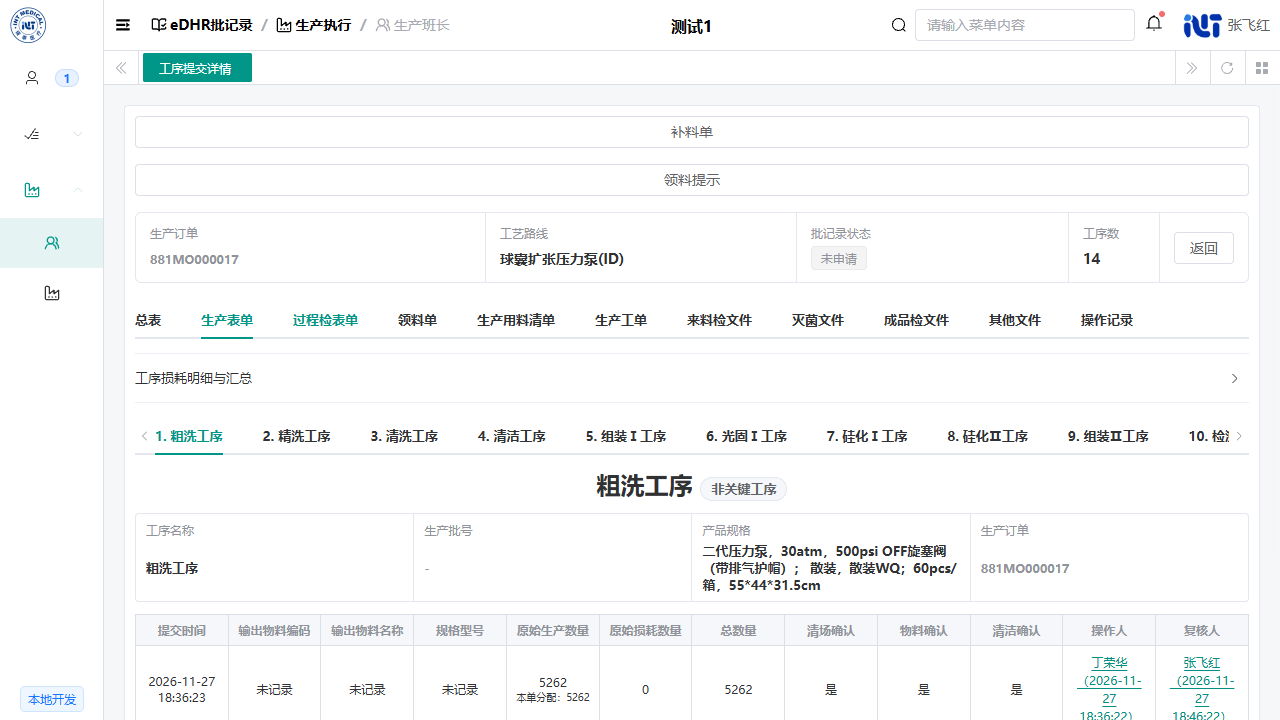 eDHR批记录 / 生产执行 / 生产班长
测试1
请输入菜单内容
张飞红
1
工序提交详情
补料单
领料提示
生产订单
881MO000017
工艺路线
球囊扩张压力泵(ID)
批记录状态
未申请
工序数
14
返回
总表 生产表单 过程检表单 领料单 生产用料清单 生产工单 来料检文件 灭菌文件 成品检文件 其他文件 操作记录
工序损耗明细与汇总
1. 粗洗工序 2. 精洗工序 3. 清洗工序 4. 清洁工序 5. 组装Ⅰ工序 6. 光固Ⅰ工序 7. 硅化Ⅰ工序 8. 硅化Ⅱ工序 9. 组装Ⅱ工序 10. 检
粗洗工序 非关键工序
工序名称
粗洗工序
生产批号
-
产品规格
二代压力泵，30atm，500psi OFF旋塞阀
（带排气护帽）； 散装，散装WQ；60pcs/
箱，55*44*31.5cm
生产订单
881MO000017
提交时间 输出物料编码 输出物料名称 规格型号 原始生产数量 原始损耗数量 总数量 清场确认 物料确认 清洁确认 操作人 复核人
2026-11-27
18:36:23
未记录
未记录
未记录
5262
本单分配：5262
0
5262
是
是
是
丁荣华
（2026-11-
27
18:36:22）
张飞红
（2026-11-
27
18:46:22）
本地开发